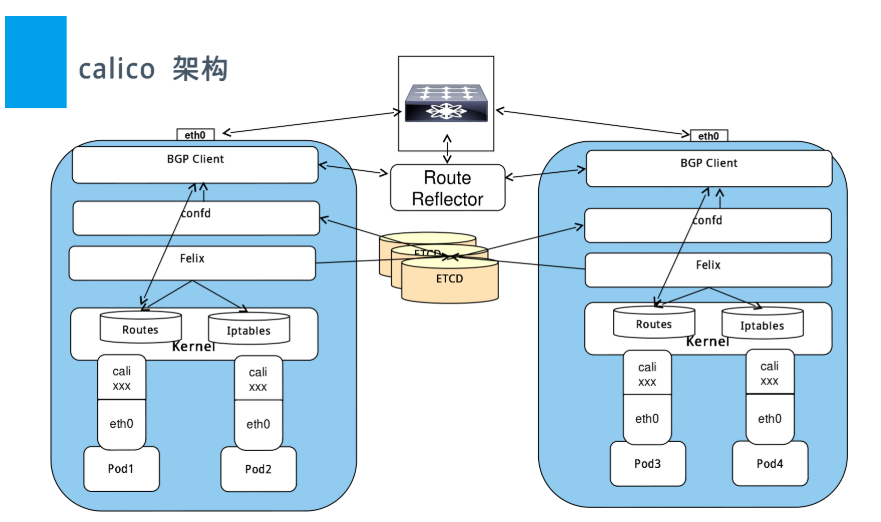 calico 架构
eth0
BGP Client
confd
Felix
Routes
Iptables
Kernel
cali
xxx
eth0
Pod1
cali
xxx
eth0
Pod2
Route
Reflector
ETCD
ETCD
eth0
BGP Client
confd
Felix
Routes
Iptables
Kernel
cali
xxx
eth0
Pod3
cali
xxx
eth0
Pod4